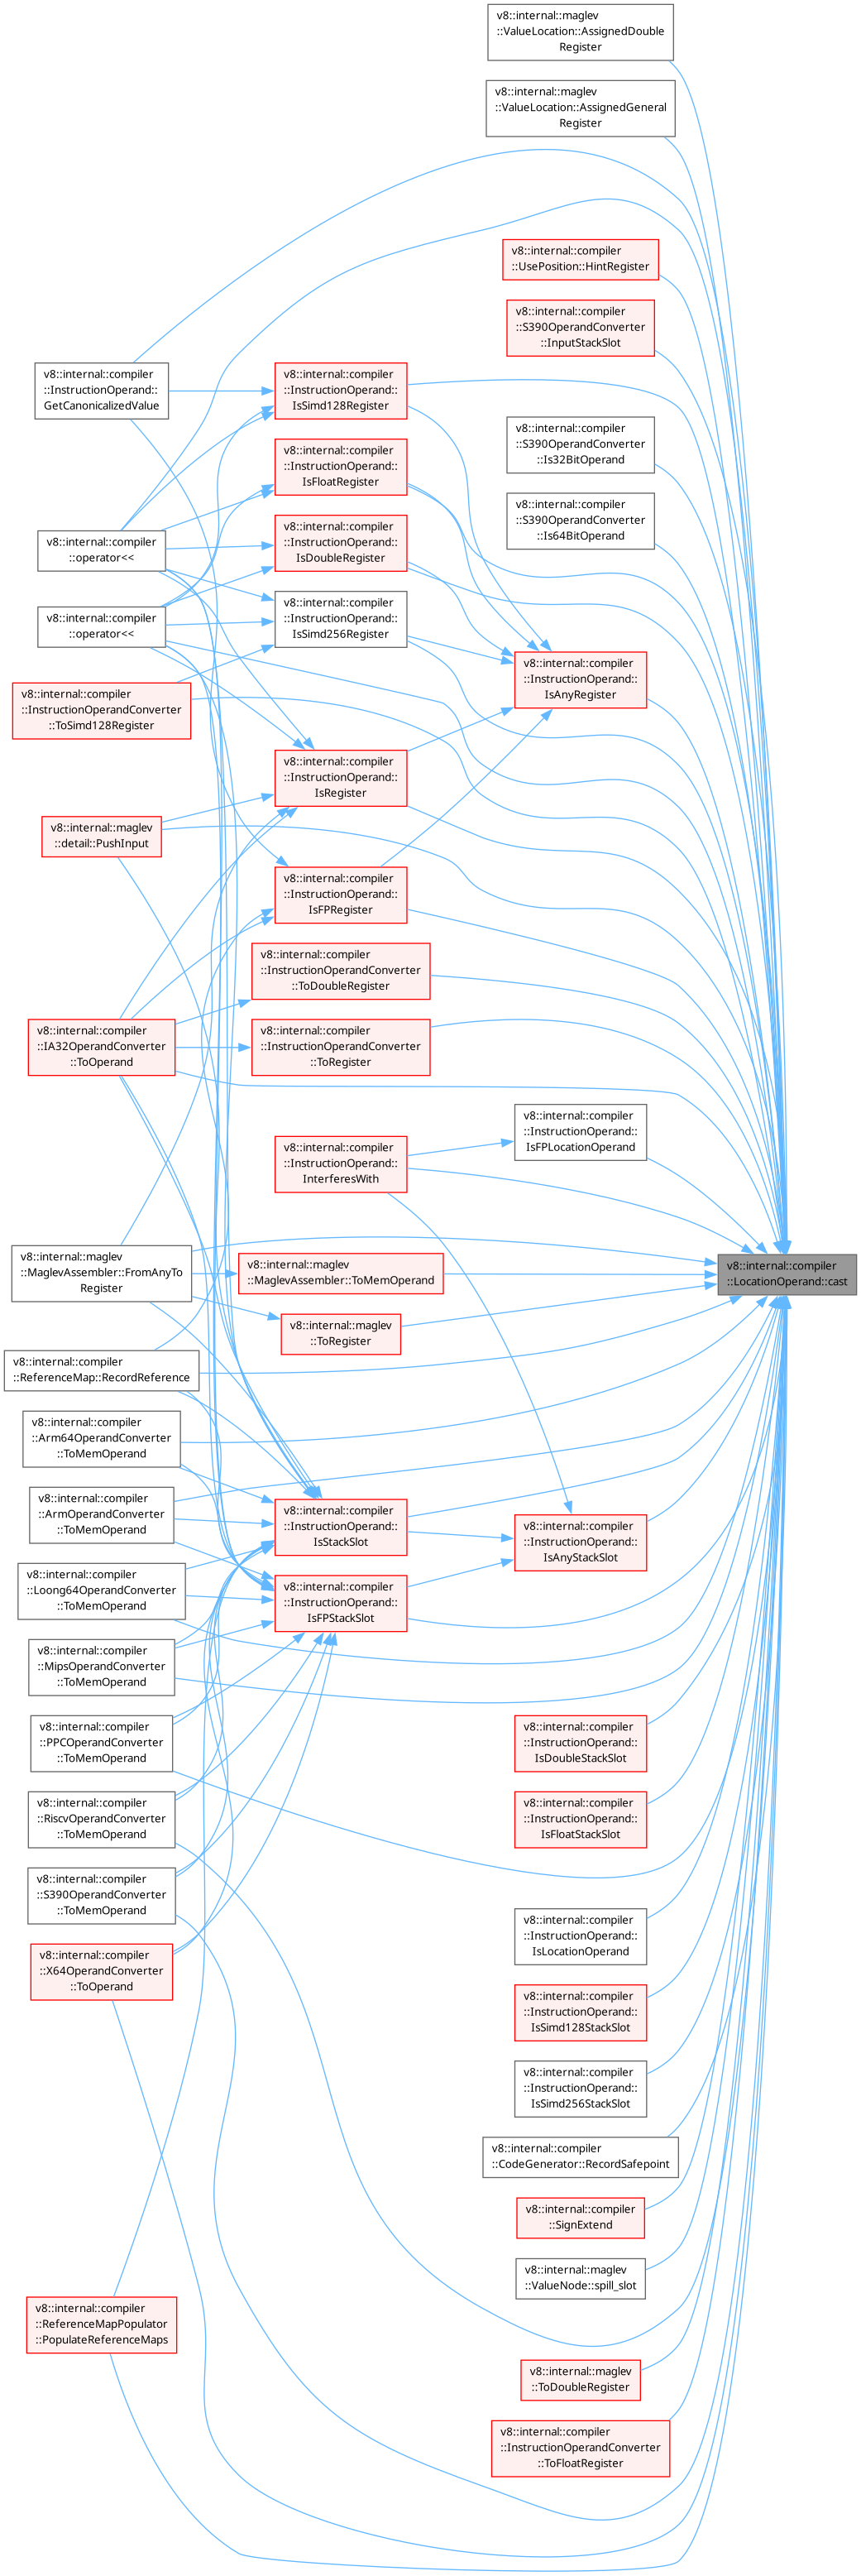 v8::internal::maglev
::ValueLocation::AssignedDouble
Register
v8::internal::maglev
::ValueLocation::AssignedGeneral
Register
v8::internal::compiler
::UsePosition::HintRegister
v8::internal::compiler
::S390OperandConverter
::InputStackSlot
v8::internal::compiler
::InstructionOperand::
GetCanonicalizedValue
v8::internal::compiler
::InstructionOperand::
IsSimd128Register
v8::internal::compiler
::S390OperandConverter
::Is32BitOperand
v8::internal::compiler
::InstructionOperand::
IsFloatRegister
v8::internal::compiler
::S390OperandConverter
::Is64BitOperand
v8::internal::compiler
::operator<<
v8::internal::compiler
::InstructionOperand::
IsDoubleRegister
v8::internal::compiler
::operator<<
v8::internal::compiler
::InstructionOperand::
IsSimd256Register
v8::internal::compiler
::InstructionOperand::
IsAnyRegister
v8::internal::compiler
::InstructionOperandConverter
::ToSimd128Register
v8::internal::compiler
::InstructionOperand::
IsRegister
v8::internal::maglev
::detail::PushInput
v8::internal::compiler
::InstructionOperand::
IsFPRegister
v8::internal::compiler
::InstructionOperandConverter
::ToDoubleRegister
v8::internal::compiler
::IA32OperandConverter
::ToOperand
v8::internal::compiler
::InstructionOperandConverter
::ToRegister
v8::internal::compiler
::InstructionOperand::
IsFPLocationOperand
v8::internal::compiler
::InstructionOperand::
InterferesWith
v8::internal::maglev
::MaglevAssembler::FromAnyTo
Register
v8::internal::maglev
::MaglevAssembler::ToMemOperand
v8::internal::compiler
::LocationOperand::cast
v8::internal::maglev
::ToRegister
v8::internal::compiler
::ReferenceMap::RecordReference
v8::internal::compiler
::Arm64OperandConverter
::ToMemOperand
v8::internal::compiler
::ArmOperandConverter
::ToMemOperand
v8::internal::compiler
::InstructionOperand::
IsStackSlot
v8::internal::compiler
::InstructionOperand::
IsAnyStackSlot
v8::internal::compiler
::Loong64OperandConverter
::ToMemOperand
v8::internal::compiler
::InstructionOperand::
IsFPStackSlot
v8::internal::compiler
::MipsOperandConverter
::ToMemOperand
v8::internal::compiler
::PPCOperandConverter
::ToMemOperand
v8::internal::compiler
::InstructionOperand::
IsDoubleStackSlot
v8::internal::compiler
::RiscvOperandConverter
::ToMemOperand
v8::internal::compiler
::InstructionOperand::
IsFloatStackSlot
v8::internal::compiler
::S390OperandConverter
::ToMemOperand
v8::internal::compiler
::InstructionOperand::
IsLocationOperand
v8::internal::compiler
::X64OperandConverter
::ToOperand
v8::internal::compiler
::InstructionOperand::
IsSimd128StackSlot
v8::internal::compiler
::InstructionOperand::
IsSimd256StackSlot
v8::internal::compiler
::CodeGenerator::RecordSafepoint
v8::internal::compiler
::SignExtend
v8::internal::maglev
::ValueNode::spill_slot
v8::internal::compiler
::ReferenceMapPopulator
::PopulateReferenceMaps
v8::internal::maglev
::ToDoubleRegister
v8::internal::compiler
::InstructionOperandConverter
::ToFloatRegister